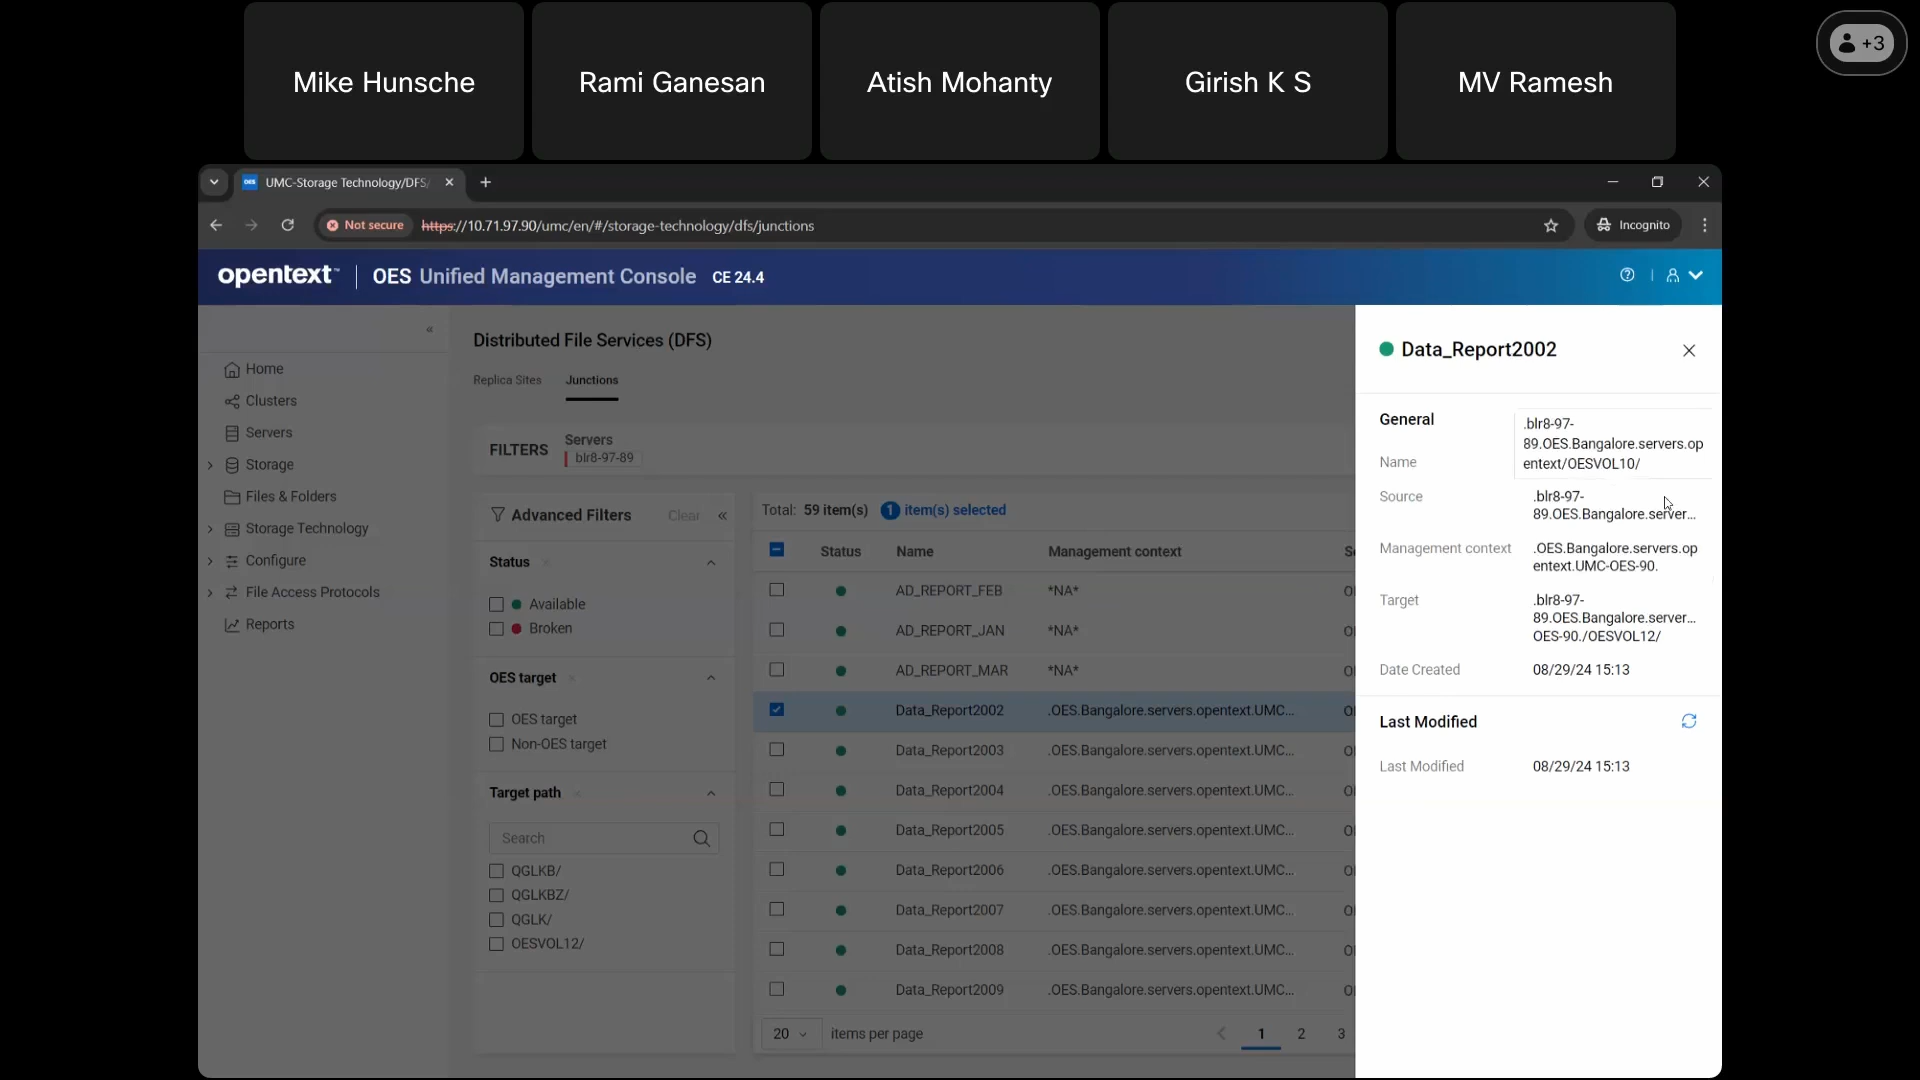 Mike Hunsche
Rami Ganesan
Atish Mohanty
Girish K S
MV Ramesh
+3
OES
UMC-Storage Technology/DFS/
Not secure
https://10.71.97.90/umc/en/#/storage-technology/dfs/junctions
Incognito
opentext™
OES Unified Management Console CE 24.4
Home
Clusters
Servers
Storage
Files & Folders
Storage Technology
Configure
File Access Protocols
Reports
Distributed File Services (DFS)
Replica Sites
Junctions
FILTERS
Servers
blr8-97-89
Advanced Filters
Clear
Status
Available
Broken
OES target
OES target
Non-OES target
Target path
Search
QGLKB/
QGLKBZ/
QGLK/
OESVOL12/
Total: 59 item(s) 1 item(s) selected
Status Name Management context
AD_REPORT_FEB *NA*
AD_REPORT_JAN *NA*
AD_REPORT_MAR *NA*
Data_Report2002 .OES.Bangalore.servers.opentext.UMC...
Data_Report2003 .OES.Bangalore.servers.opentext.UMC...
Data_Report2004 .OES.Bangalore.servers.opentext.UMC...
Data_Report2005 .OES.Bangalore.servers.opentext.UMC...
Data_Report2006 .OES.Bangalore.servers.opentext.UMC...
Data_Report2007 .OES.Bangalore.servers.opentext.UMC...
Data_Report2008 .OES.Bangalore.servers.opentext.UMC...
Data_Report2009 .OES.Bangalore.servers.opentext.UMC...
20 items per page
1 2 3
Data_Report2002
General
Name
.blr8-97-
89.OES.Bangalore.servers.op
entext/OESVOL10/
Source
.blr8-97-
89.OES.Bangalore.server...
Management context
.OES.Bangalore.servers.op
entext.UMC-OES-90.
Target
.blr8-97-
89.OES.Bangalore.server...
OES-90./OESVOL12/
Date Created 08/29/24 15:13
Last Modified
Last Modified 08/29/24 15:13